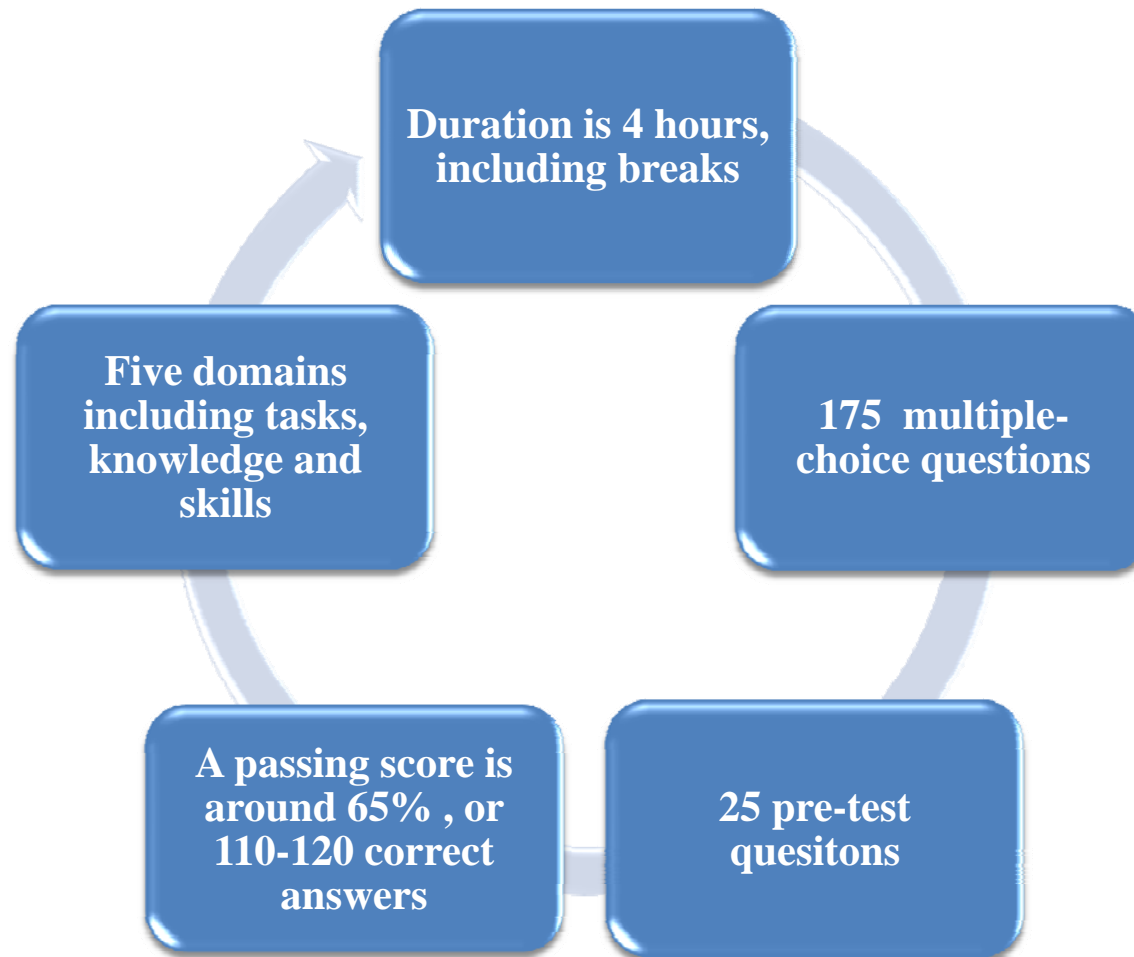 Duration is 4 hours,
including breaks
175 multiple-
choice questions
25 pre-test
quesitons
A passing score is
around 65% , or
110-120 correct
answers
Five domains
including tasks,
knowledge and
skills